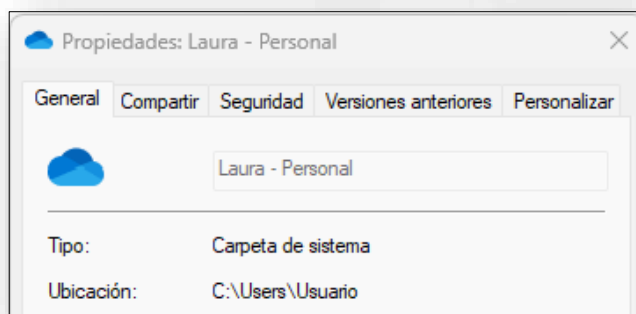 Propiedades: Laura - Personal
General Compartir Seguridad Versiones anteriores Personalizar
Laura - Personal
Tipo: Carpeta de sistema
Ubicación: C:\Users\Usuario